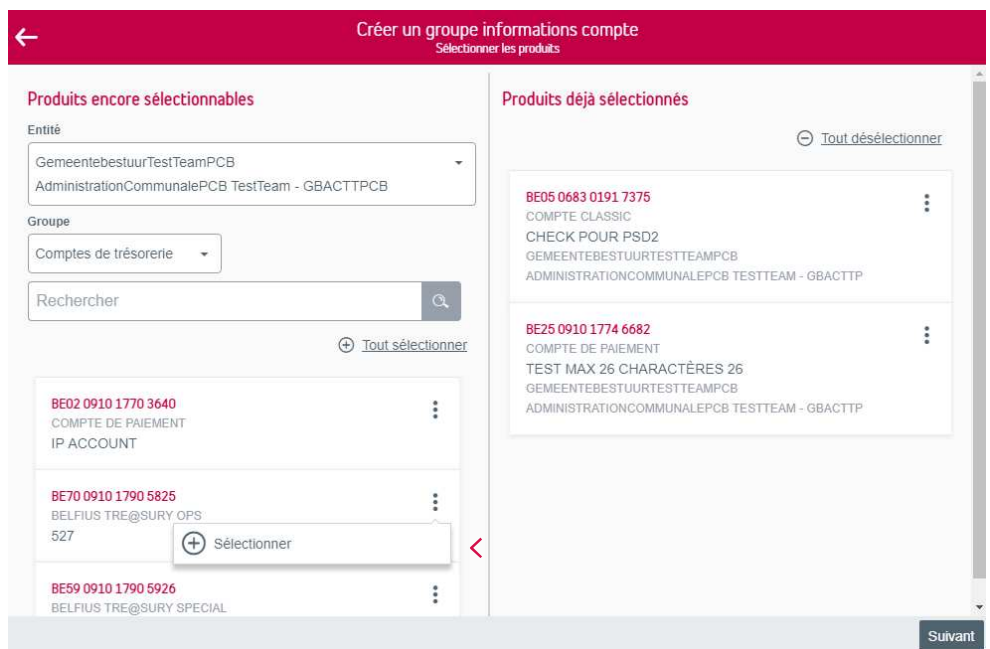 Créer un groupe informations compte
Sélectionner les produits
Produits encore sélectionnables
Entité
GemeentebestuurTestTeamPCB
AdministrationCommunalePCB TestTeam - GBACTTPCB
Groupe
Comptes de trésorerie
Rechercher
Tout sélectionner
BE02 0910 1770 3640
COMPTE DE PAIEMENT
IP ACCOUNT
BE70 0910 1790 5825
BELFIUS TRE@SURY OPS
527
Sélectionner
BE59 0910 1790 5926
BELFIUS TRE@SURY SPECIAL
Produits déjà sélectionnés
Tout désélectionner
BE05 0683 0191 7375
COMPTE CLASSIC
CHECK POUR PSD2
GEMEENTEBESTUURTESTTEAMPCB
ADMINISTRATIONCOMMUNALEPCB TESTTEAM - GBACTTP
BE25 0910 1774 6682
COMPTE DE PAIEMENT
TEST MAX 26 CHARACTÈRES 26
GEMEENTEBESTUURTESTTEAMPCB
ADMINISTRATIONCOMMUNALEPCB TESTTEAM - GBACTTP
Suivant